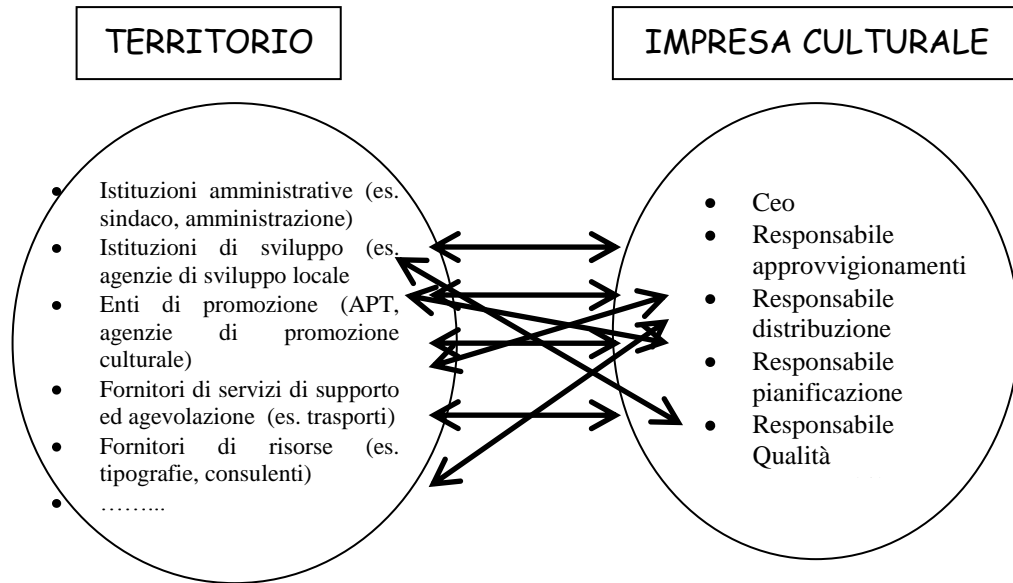 TERRITORIO
IMPRESA CULTURALE
• Istituzioni amministrative (es.
sindaco, amministrazione)
• Istituzioni di sviluppo (es.
agenzie di sviluppo locale
• Enti di promozione (APT,
agenzie di promozione
culturale)
• Fornitori di servizi di supporto
ed agevolazione (es. trasporti)
• Fornitori di risorse (es.
tipografie, consulenti)
• ……...
• Ceo
• Responsabile
approvvigionamenti
• Responsabile
distribuzione
• Responsabile
pianificazione
• Responsabile
Qualità